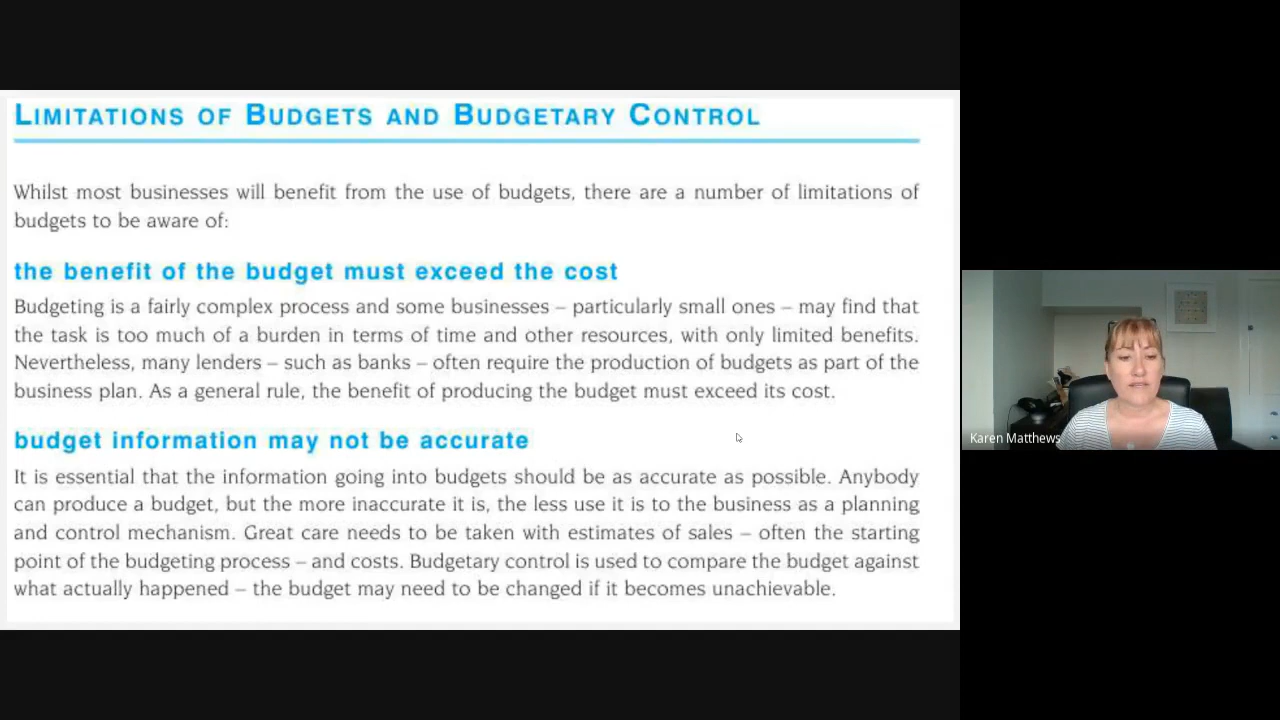 LIMITATIONS OF BUDGETS AND BUDGETARY CONTROL
Whilst most businesses will benefit from the use of budgets, there are a number of limitations of
budgets to be aware of:
the benefit of the budget must exceed the cost
Budgeting is a fairly complex process and some businesses – particularly small ones – may find that
the task is too much of a burden in terms of time and other resources, with only limited benefits.
Nevertheless, many lenders – such as banks – often require the production of budgets as part of the
business plan. As a general rule, the benefit of producing the budget must exceed its cost.
budget information may not be accurate
It is essential that the information going into budgets should be as accurate as possible. Anybody
can produce a budget, but the more inaccurate it is, the less use it is to the business as a planning
and control mechanism. Great care needs to be taken with estimates of sales – often the starting
point of the budgeting process – and costs. Budgetary control is used to compare the budget against
what actually happened – the budget may need to be changed if it becomes unachievable.
Karen Matthews